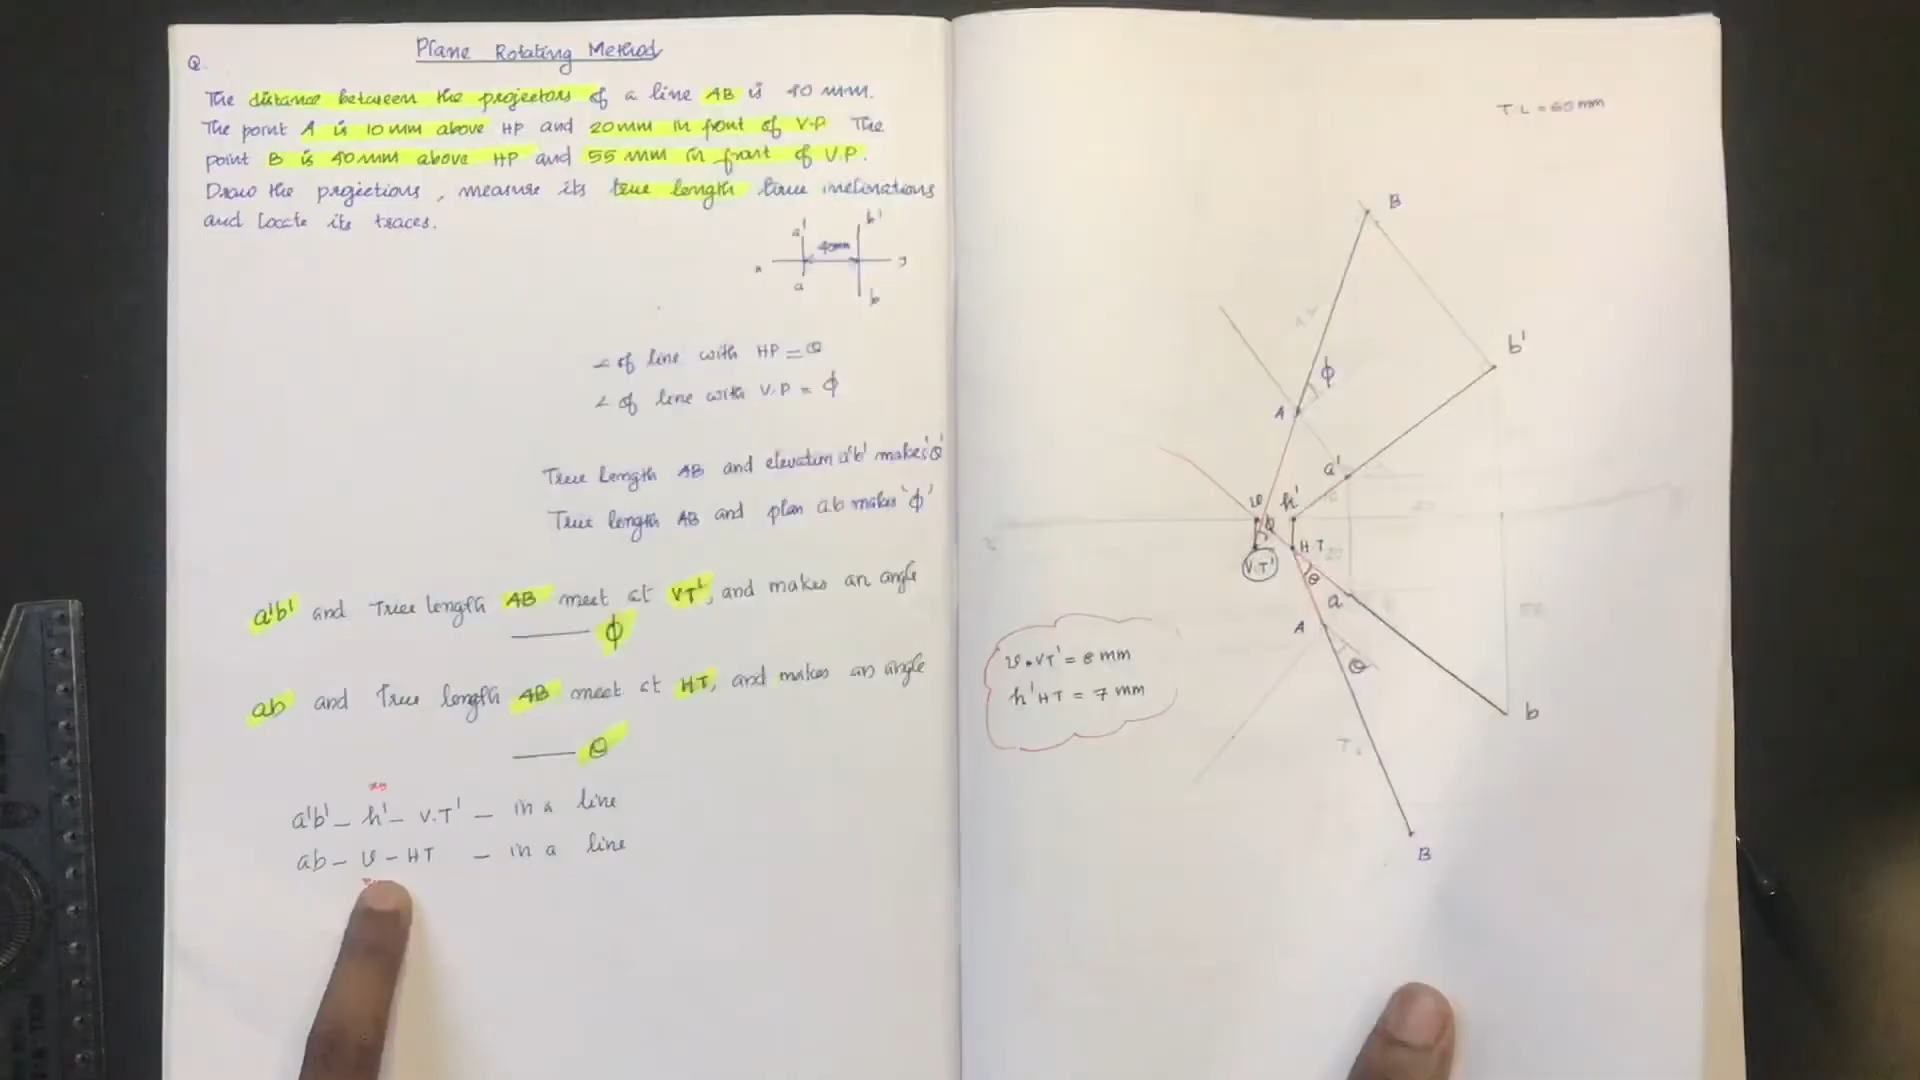 Plane Rotating Method
Q.
The distance between the projectors of a line AB is 40 mm.
The point A is 10 mm above HP and 20mm in front of V.P The
point B is 40 mm above HP and 55 mm in front of V.P.
Draw the projections, measure its true length true inclinations
and Locate its traces.
a' b'
40mm
x y
a b
∠ of line with HP = θ
∠ of line with V.P = ϕ
True Length AB and elevation a'b' makes 'θ'
True length AB and plan ab makes 'ϕ'
a'b' and True length AB meet at VT', and makes an angle
—— ϕ
ab and True length AB meet at HT, and makes an angle
—— θ
xy
a'b' – h' – V.T' – in a line
ab – v – HT – in a line
T L = 65 mm
B
b'
ϕ
A
a'
v h'
HT
V.T'
θ
a
A
θ
b
B
v.VT' = 8 mm
h'HT = 7 mm